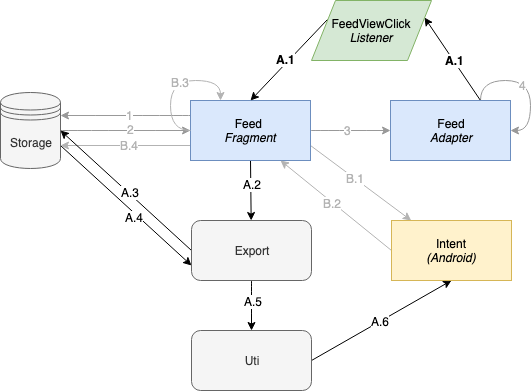 FeedViewClick
Listener
A.1
A.1
B.3
4
1
Feed
Fragment
Feed
Adapter
2
3
Storage
B.4
A.3
A.2
B.1
B.2
A.4
Export
Intent
(Android)
A.5
A.6
Uti